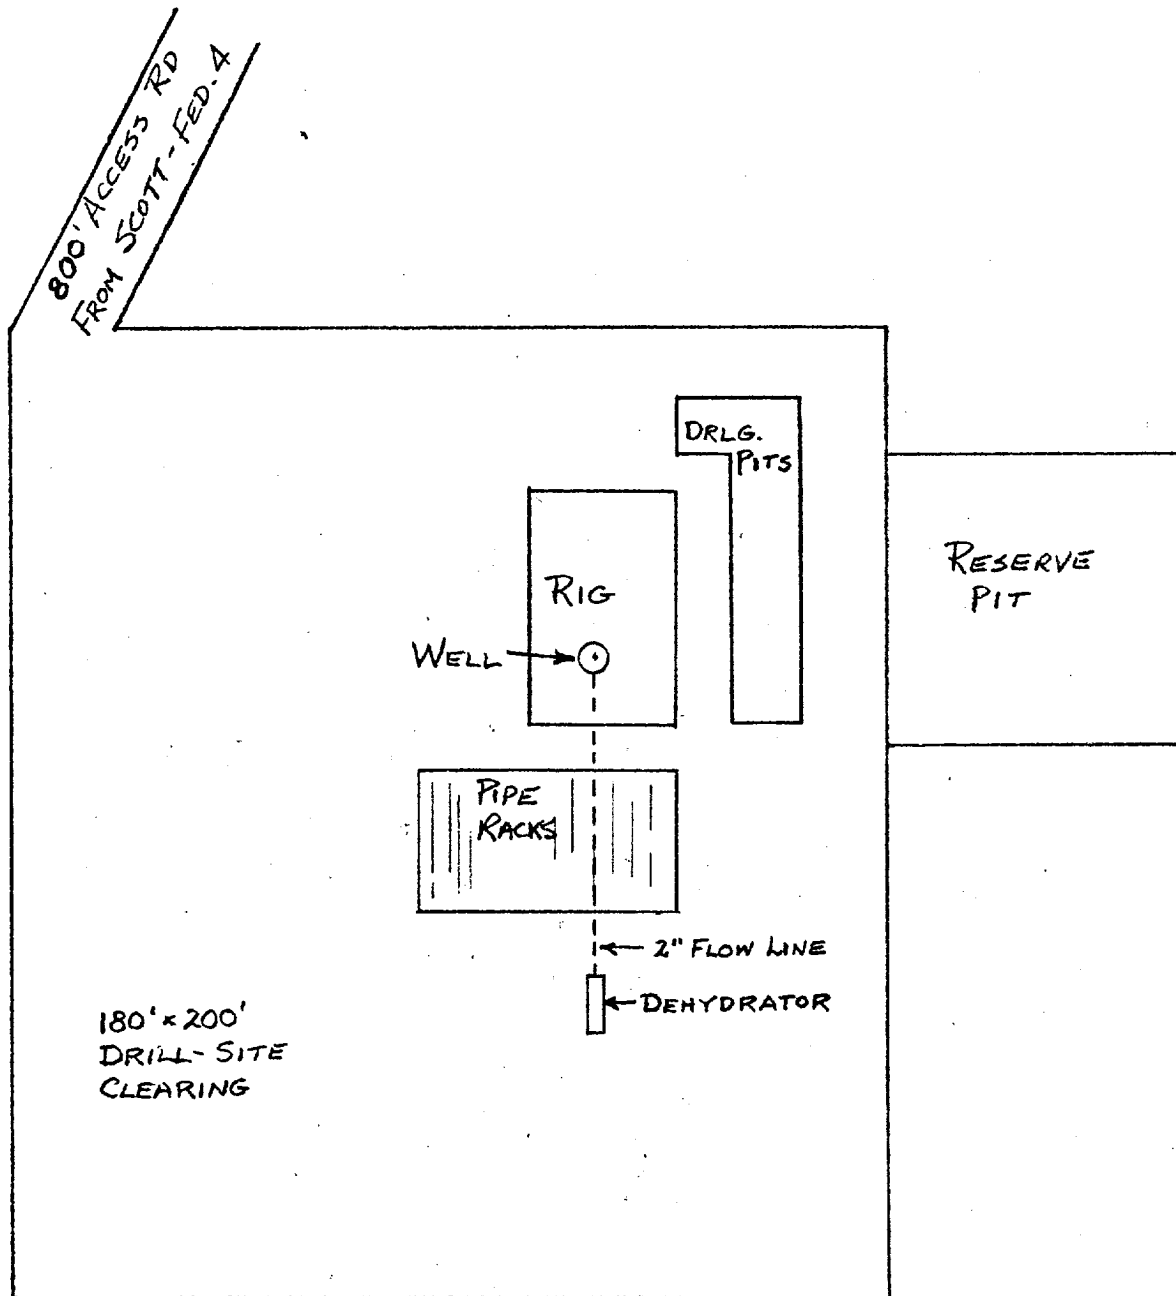 800' ACCESS RD
FROM SCOTT-FED. 4
DRLG.
PITS
RESERVE
PIT
RIG
WELL
PIPE
RACKS
2" FLOW LINE
DEHYDRATOR
180' x 200'
DRILL-SITE
CLEARING